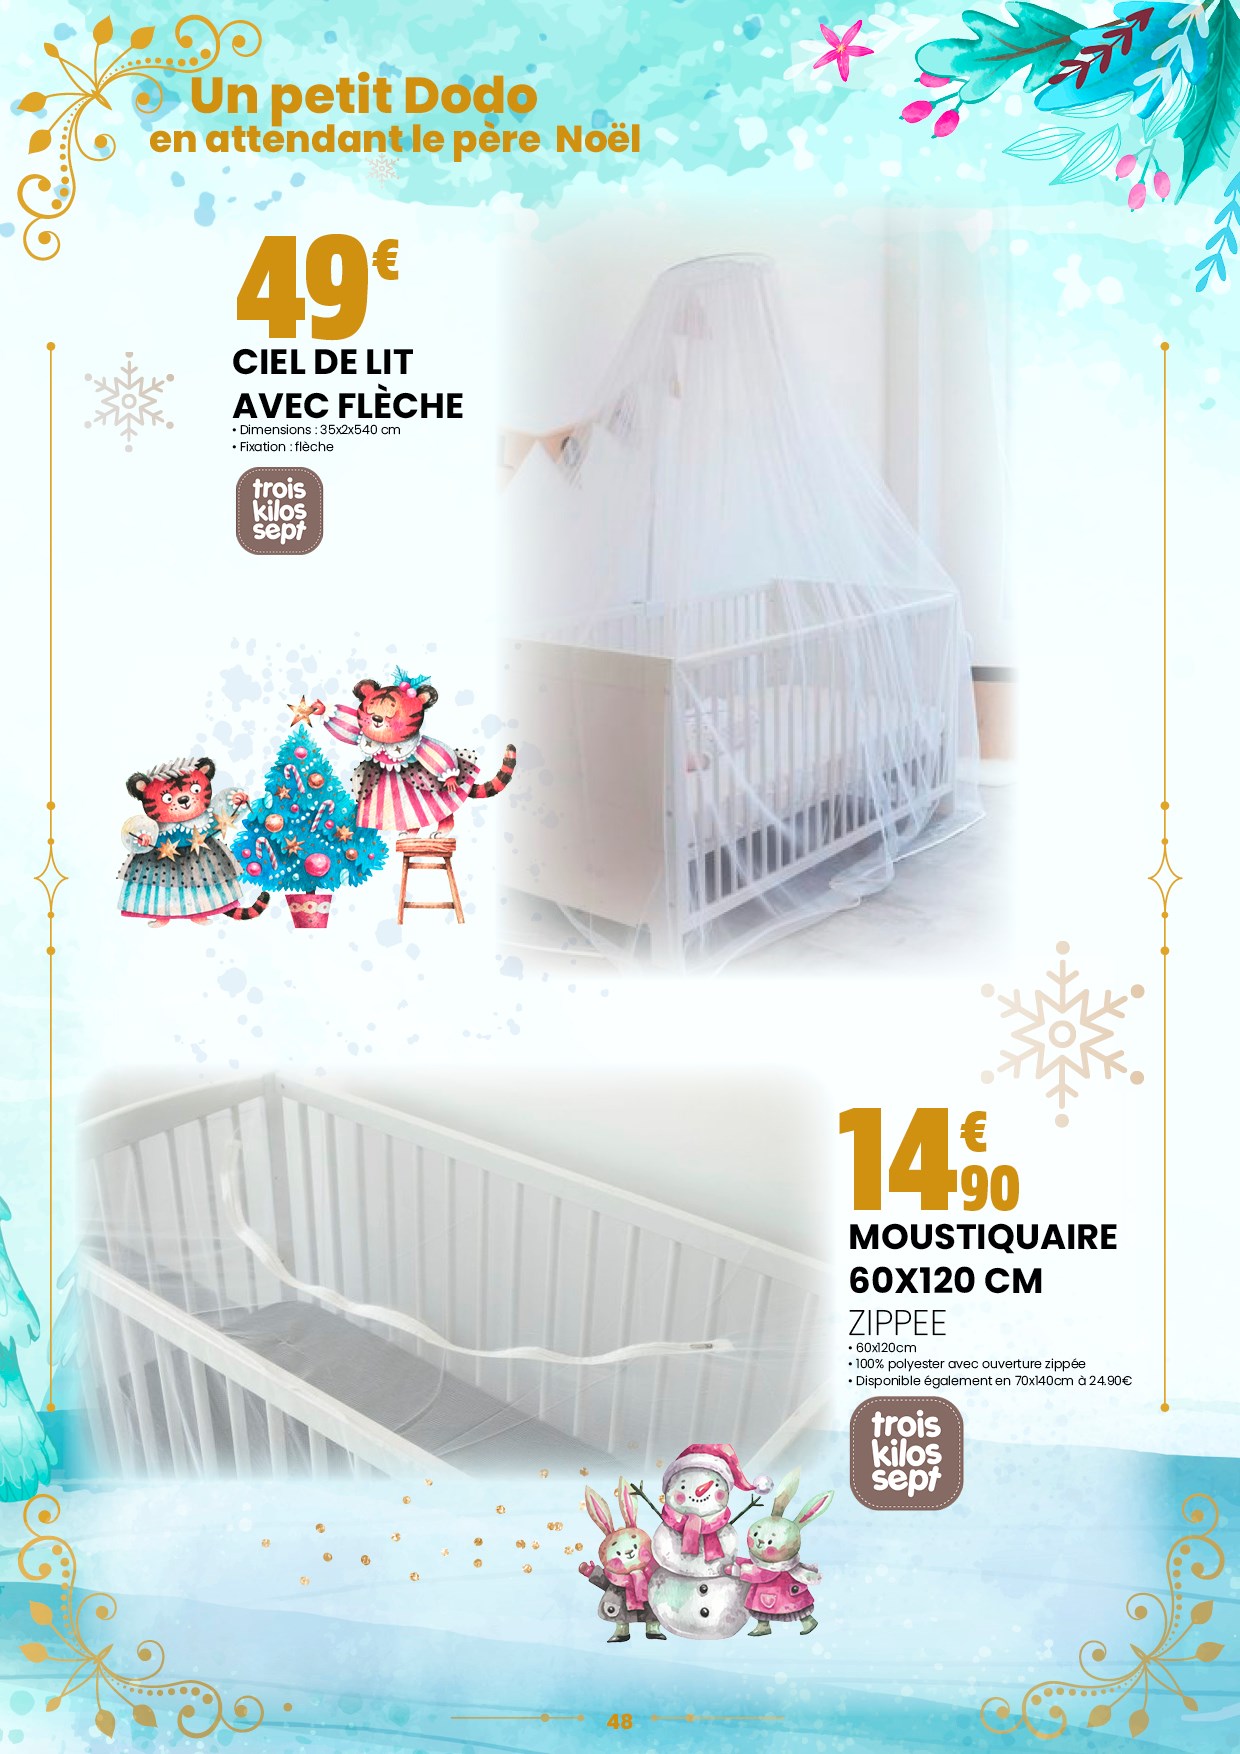 Un petit Dodo
en attendant le père Noël
49€
CIEL DE LIT
AVEC FLÈCHE
• Dimensions : 35x2x540 cm
• Fixation : flèche
trois
kilos
sept
14€90
MOUSTIQUAIRE
60X120 CM
ZIPPEE
• 60x120cm
• 100% polyester avec ouverture zippée
• Disponible également en 70x140cm à 24.90€
trois
kilos
sept
48